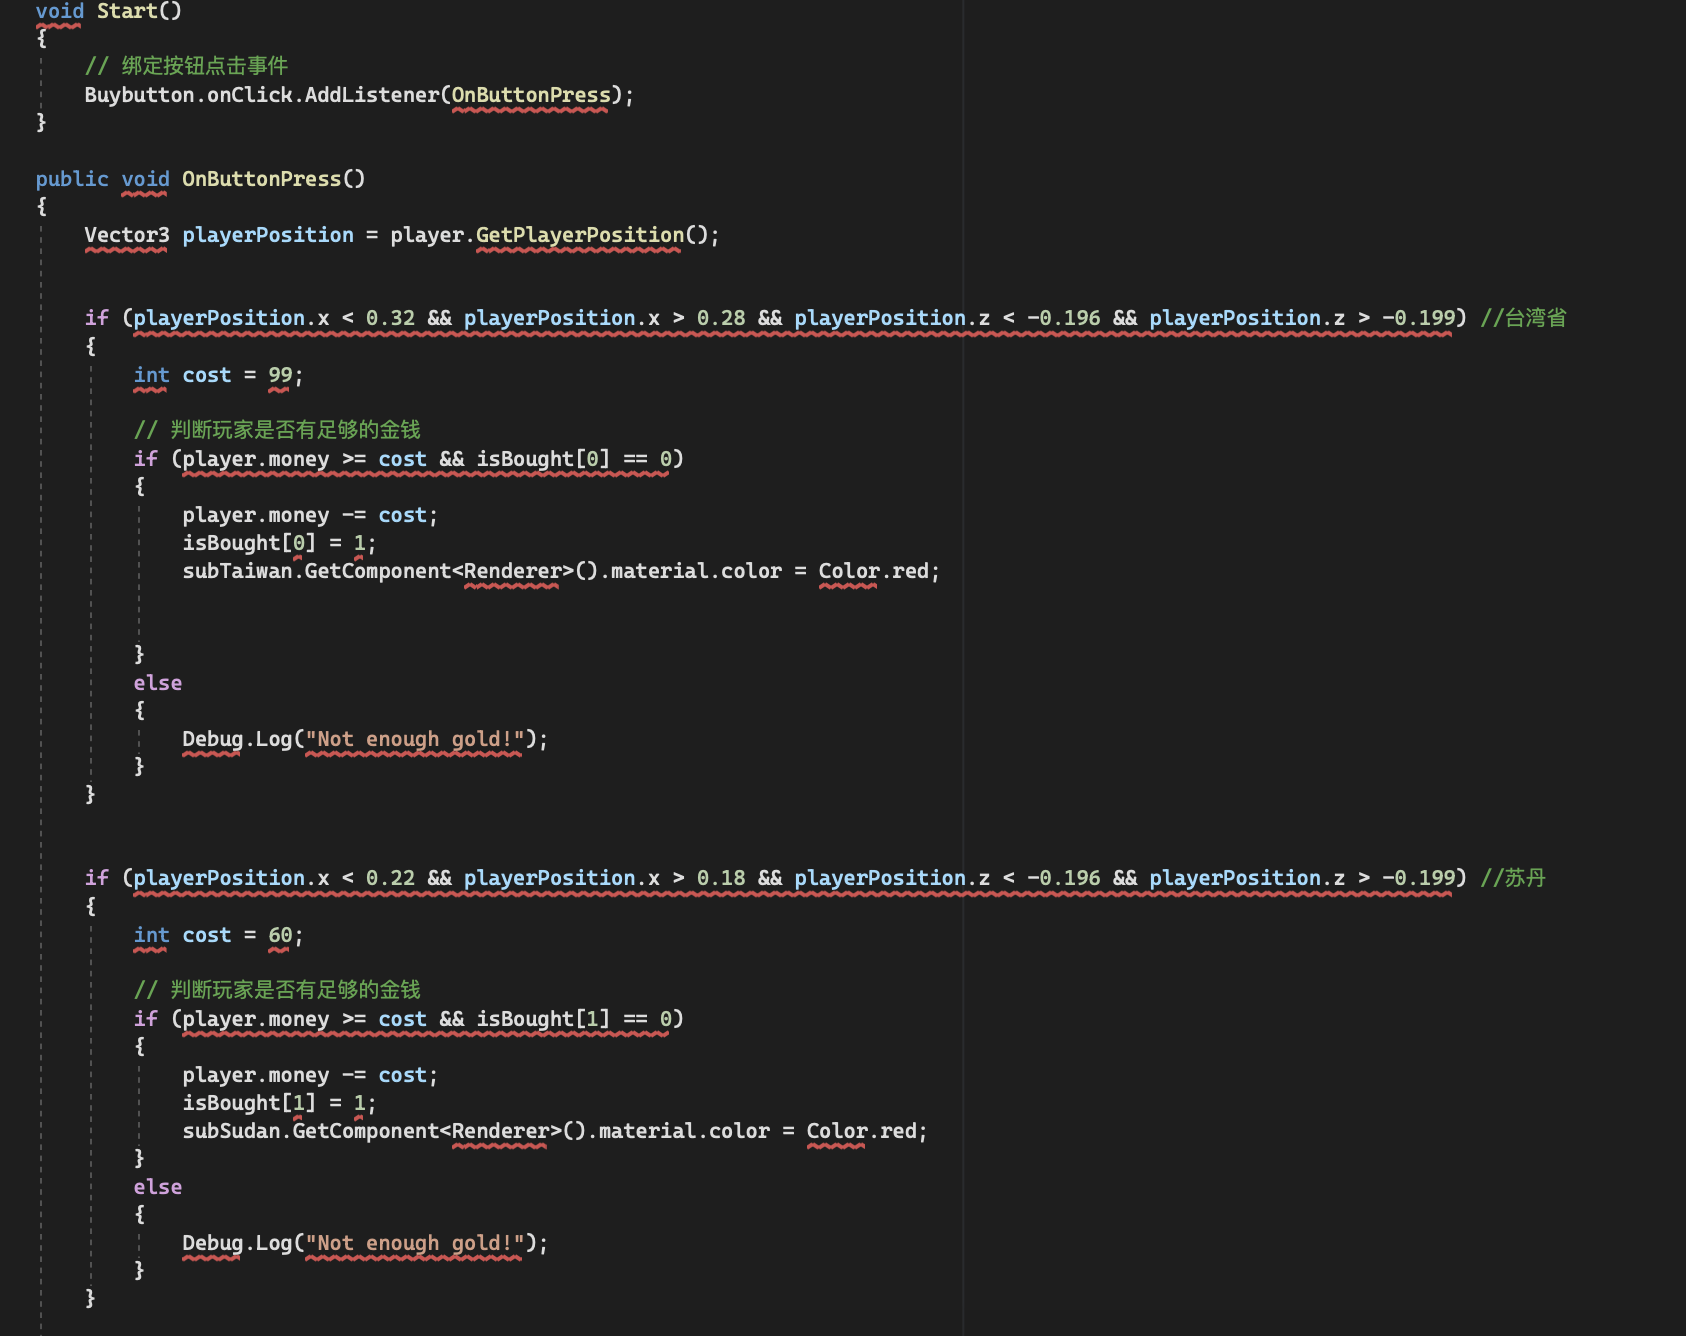 void Start()
{
// 绑定按钮点击事件
Buybutton.onClick.AddListener(OnButtonPress);
}
public void OnButtonPress()
{
Vector3 playerPosition = player.GetPlayerPosition();
if (playerPosition.x < 0.32 && playerPosition.x > 0.28 && playerPosition.z < -0.196 && playerPosition.z > -0.199) //台湾省
{
int cost = 99;
// 判断玩家是否有足够的金钱
if (player.money >= cost && isBought[0] == 0)
{
player.money -= cost;
isBought[0] = 1;
subTaiwan.GetComponent<Renderer>().material.color = Color.red;
}
else
{
Debug.Log("Not enough gold!");
}
}
if (playerPosition.x < 0.22 && playerPosition.x > 0.18 && playerPosition.z < -0.196 && playerPosition.z > -0.199) //苏丹
{
int cost = 60;
// 判断玩家是否有足够的金钱
if (player.money >= cost && isBought[1] == 0)
{
player.money -= cost;
isBought[1] = 1;
subSudan.GetComponent<Renderer>().material.color = Color.red;
}
else
{
Debug.Log("Not enough gold!");
}
}